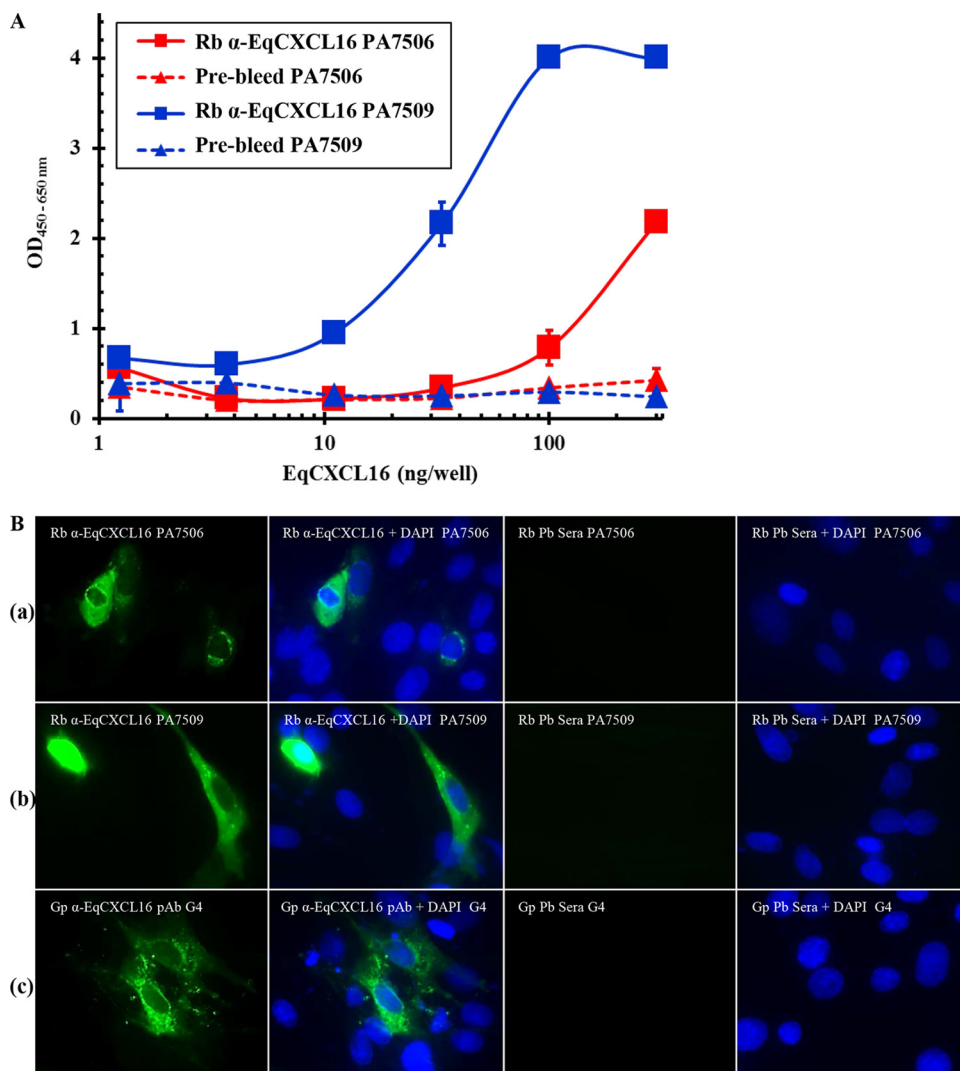 A
Rb α-EqCXCL16 PA7506
Pre-bleed PA7506
Rb α-EqCXCL16 PA7509
Pre-bleed PA7509
4
3
2
1
0
OD450 - 650 nm
1
10
100
EqCXCL16 (ng/well)
B
Rb α-EqCXCL16 PA7506
Rb α-EqCXCL16 + DAPI PA7506
Rb Pb Sera PA7506
Rb Pb Sera + DAPI PA7506
(a)
Rb α-EqCXCL16 PA7509
Rb α-EqCXCL16 +DAPI PA7509
Rb Pb Sera PA7509
Rb Pb Sera + DAPI PA7509
(b)
Gp α-EqCXCL16 pAb G4
Gp α-EqCXCL16 pAb + DAPI G4
Gp Pb Sera G4
Gp Pb Sera + DAPI G4
(c)